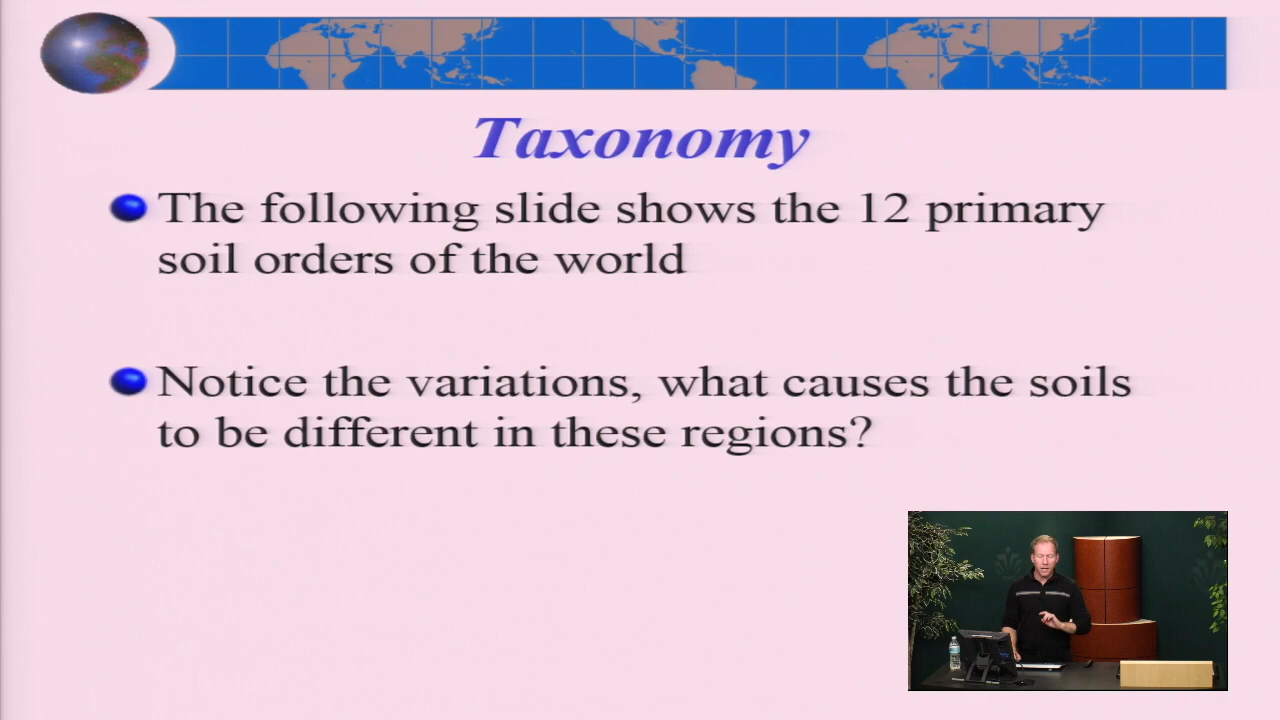 Taxonomy
The following slide shows the 12 primary
soil orders of the world
Notice the variations, what causes the soils
to be different in these regions?